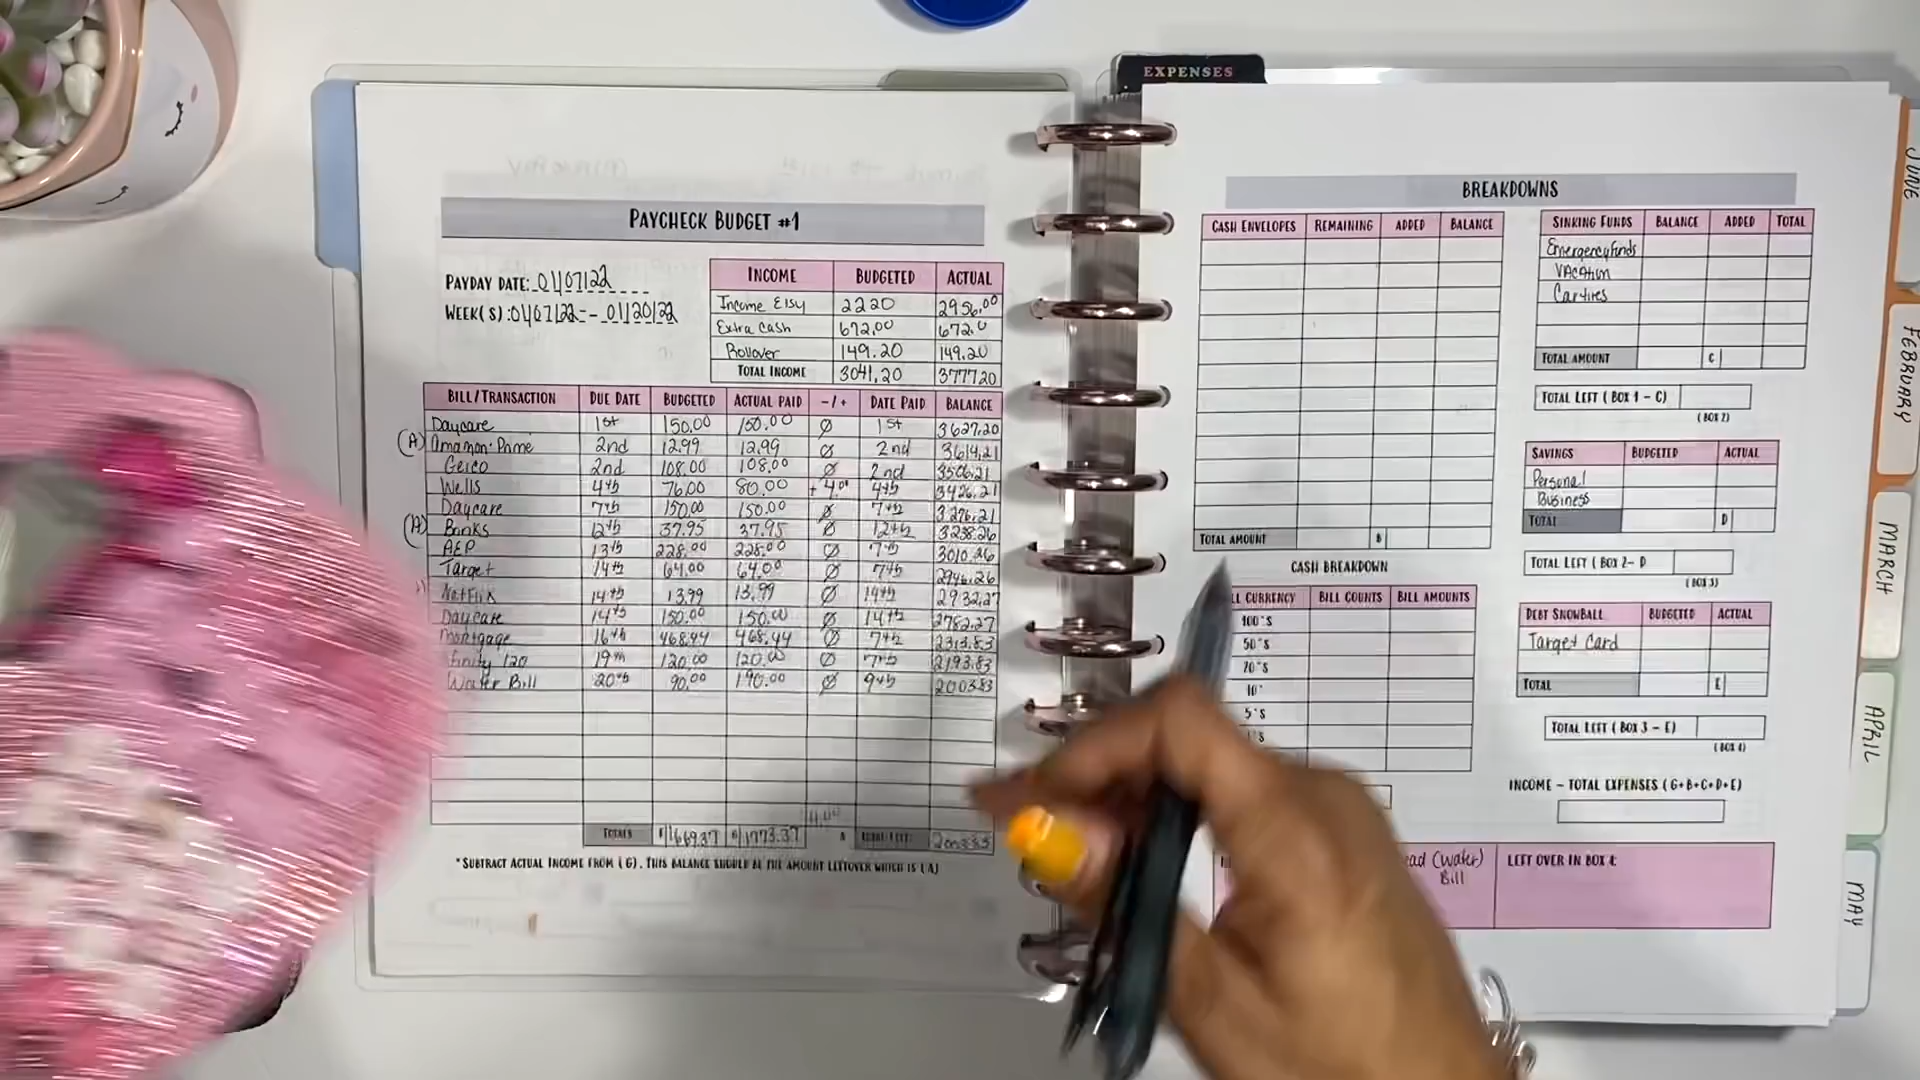 EXPENSES
PAYCHECK BUDGET #1
PAYDAY DATE: 01/07/22
WEEK(S): 01/07/22 - 01/20/22
INCOME BUDGETED ACTUAL
Income Elsy 2220 2956.00
Extra Cash 672.00 672.0
Rollover 149.20 149.20
TOTAL INCOME 3041.20 3777.20
BILL/TRANSACTION DUE DATE BUDGETED ACTUAL PAID -/+ DATE PAID BALANCE
Daycare 1st 150.00 150.00 Ø 1st 3627.20
(A) Amazon Prime 2nd 12.99 12.99 Ø 2nd 3614.21
Geico 2nd 108.00 108.00 Ø 2nd 3506.21
Wells 4th 76.00 80.00 + 4.00 4th 3426.21
Daycare 7th 150.00 150.00 Ø 7th 3276.21
(A) Banks 12th 37.95 37.95 Ø 12th 3238.26
AEP 13th 228.00 228.00 Ø 7th 3010.26
Target 14th 64.00 64.00 Ø 7th 2946.26
Netflix 14th 13.99 13.99 Ø 14th 2932.27
Daycare 14th 150.00 150.00 Ø 14th 2782.27
Mortgage 16th 468.44 468.44 Ø 7th 2313.83
finity 120 19th 120.00 120.00 Ø 7th 2193.83
Water Bill 20th 90.00 190.00 Ø 9th 2003.83
TOTALS 1669.37 1773.37 TOTAL LEFT: 2003.83
*SUBTRACT ACTUAL INCOME FROM (G). THIS BALANCE SHOULD BE THE AMOUNT LEFTOVER WHICH IS (A)
BREAKDOWNS
CASH ENVELOPES REMAINING ADDED BALANCE
TOTAL AMOUNT B
CASH BREAKDOWN
LL CURRENCY BILL COUNTS BILL AMOUNTS
100'S
50'S
20'S
10'
5'S
'S
SINKING FUNDS BALANCE ADDED TOTAL
Emergency funds
Vacation
Car tires
TOTAL AMOUNT C
TOTAL LEFT (BOX 1 - C)
(BOX 2)
SAVINGS BUDGETED ACTUAL
Personal
Business
TOTAL D
TOTAL LEFT (BOX 2- D
(BOX 3)
DEBT SNOWBALL BUDGETED ACTUAL
Target Card
TOTAL E
TOTAL LEFT (BOX 3 - E)
(BOX 4)
INCOME - TOTAL EXPENSES (G+B+C+D+E)
ead (water)
Bill
LEFT OVER IN BOX 4:
JUNE
FEBRUARY
MARCH
APRIL
MAY